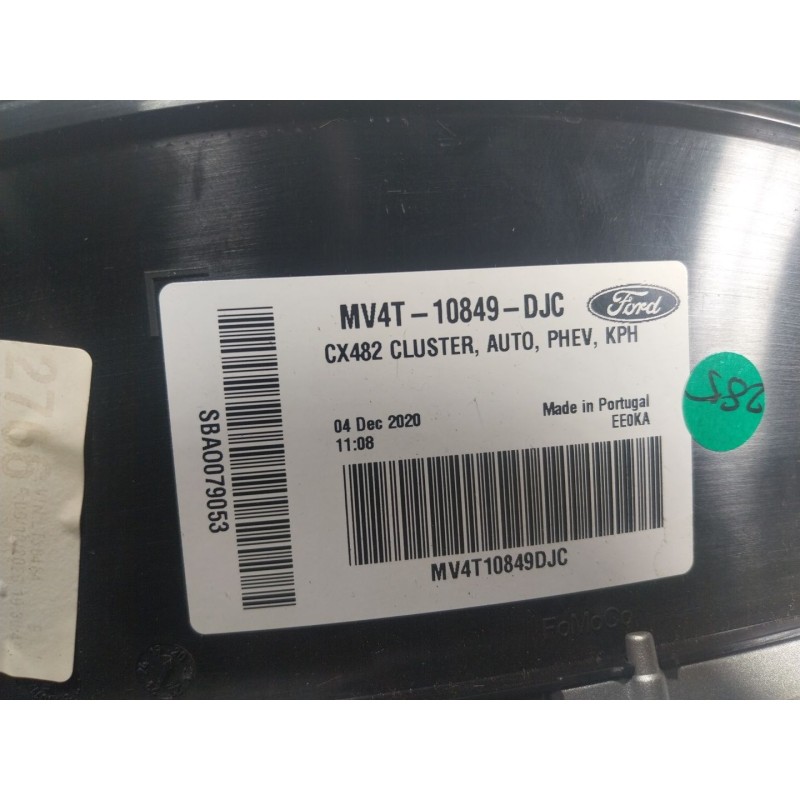 MV4T-10849-DJC
Ford
CX482 CLUSTER, AUTO, PHEV, KPH
04 Dec 2020
11:08
Made in Portugal
EE0KA
SBA0079053
MV4T10849DJC
FoMoCo
285